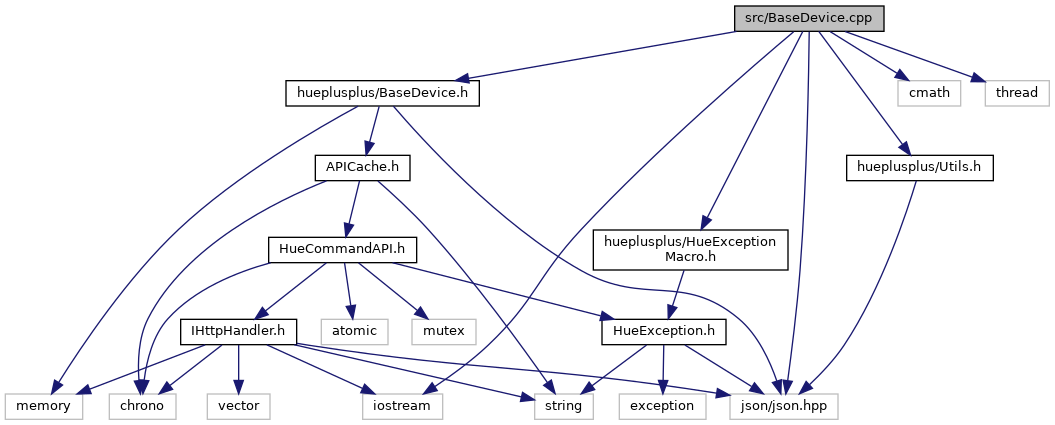 src/BaseDevice.cpp
hueplusplus/BaseDevice.h
cmath
thread
APICache.h
hueplusplus/Utils.h
HueCommandAPI.h
hueplusplus/HueException
Macro.h
IHttpHandler.h
atomic
mutex
HueException.h
memory
chrono
vector
iostream
string
exception
json/json.hpp